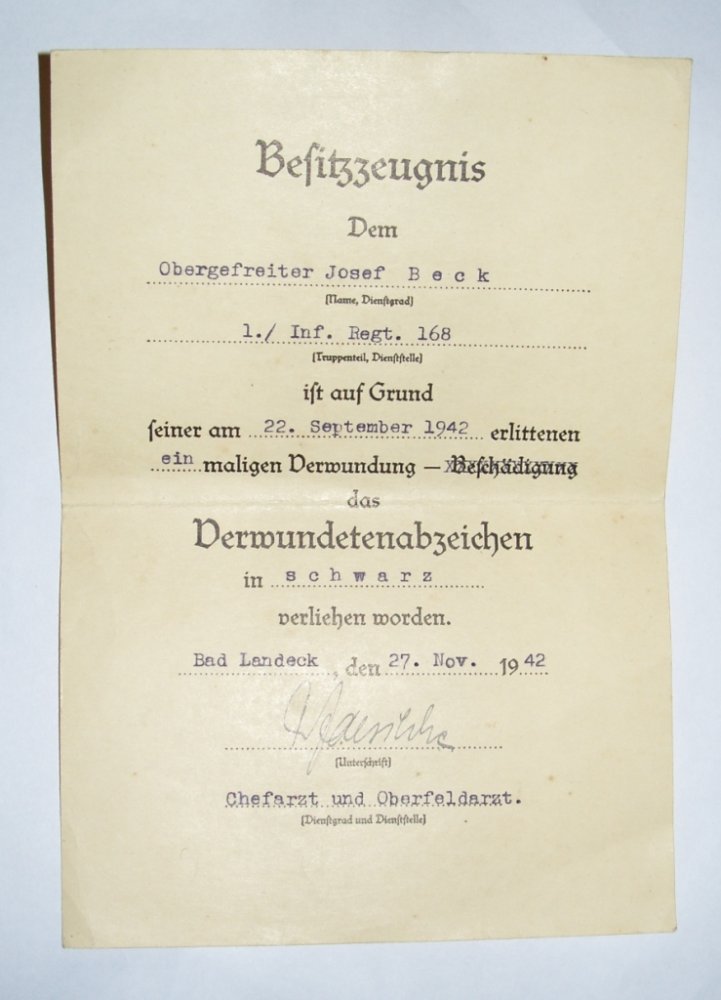 Besitzzeugnis
Dem
Obergefreiter Josef B e c k
(Name, Dienstgrad)
1./ Inf. Regt. 168
(Truppenteil, Dienststelle)
ist auf Grund
seiner am 22. September 1942 erlittenen
ein maligen Verwundung – Beschädigung
das
Verwundetenabzeichen
in s c h w a r z
verliehen worden.
Bad Landeck, den 27. Nov. 1942
(Unterschrift)
Chefarzt und Oberfeldarzt.
(Dienstgrad und Dienststelle)